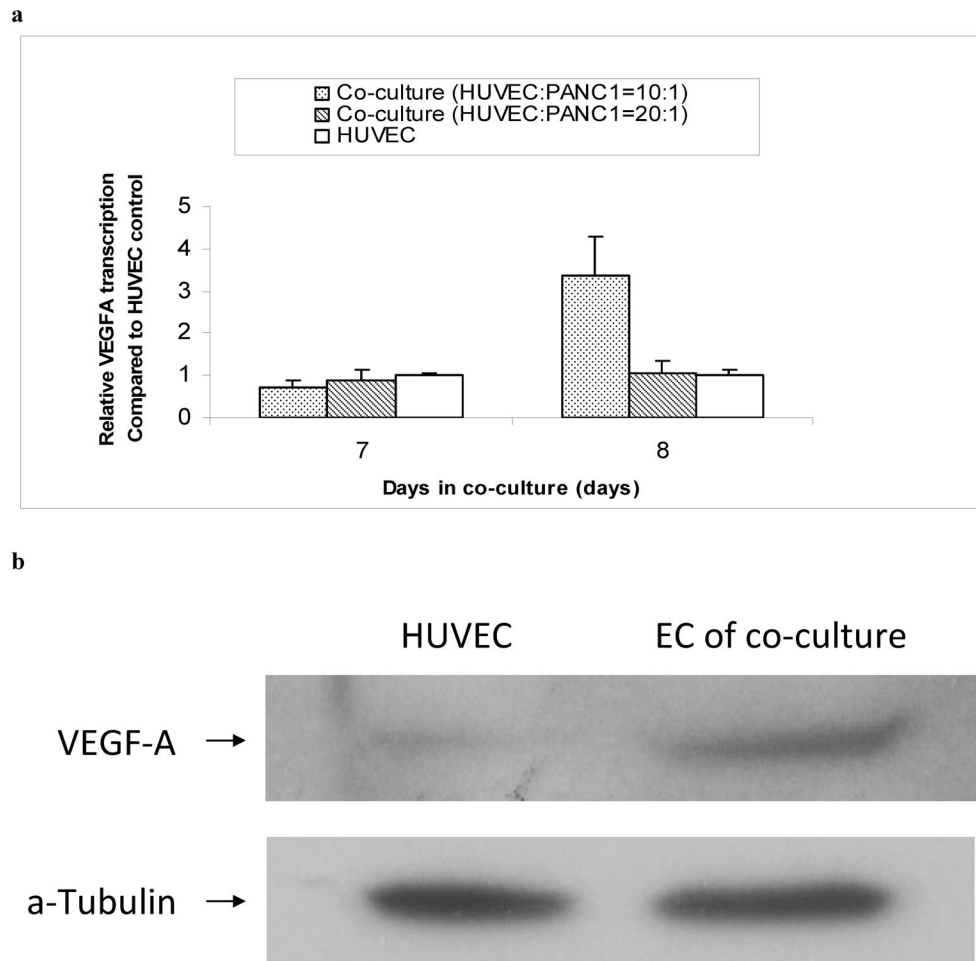 a
Co-culture (HUVEC:PANC1=10:1)
Co-culture (HUVEC:PANC1=20:1)
HUVEC
Relative VEGFA transcription
Compared to HUVEC control
5
4
3
2
1
0
7
8
Days in co-culture (days)
b
HUVEC
EC of co-culture
VEGF-A
a-Tubulin